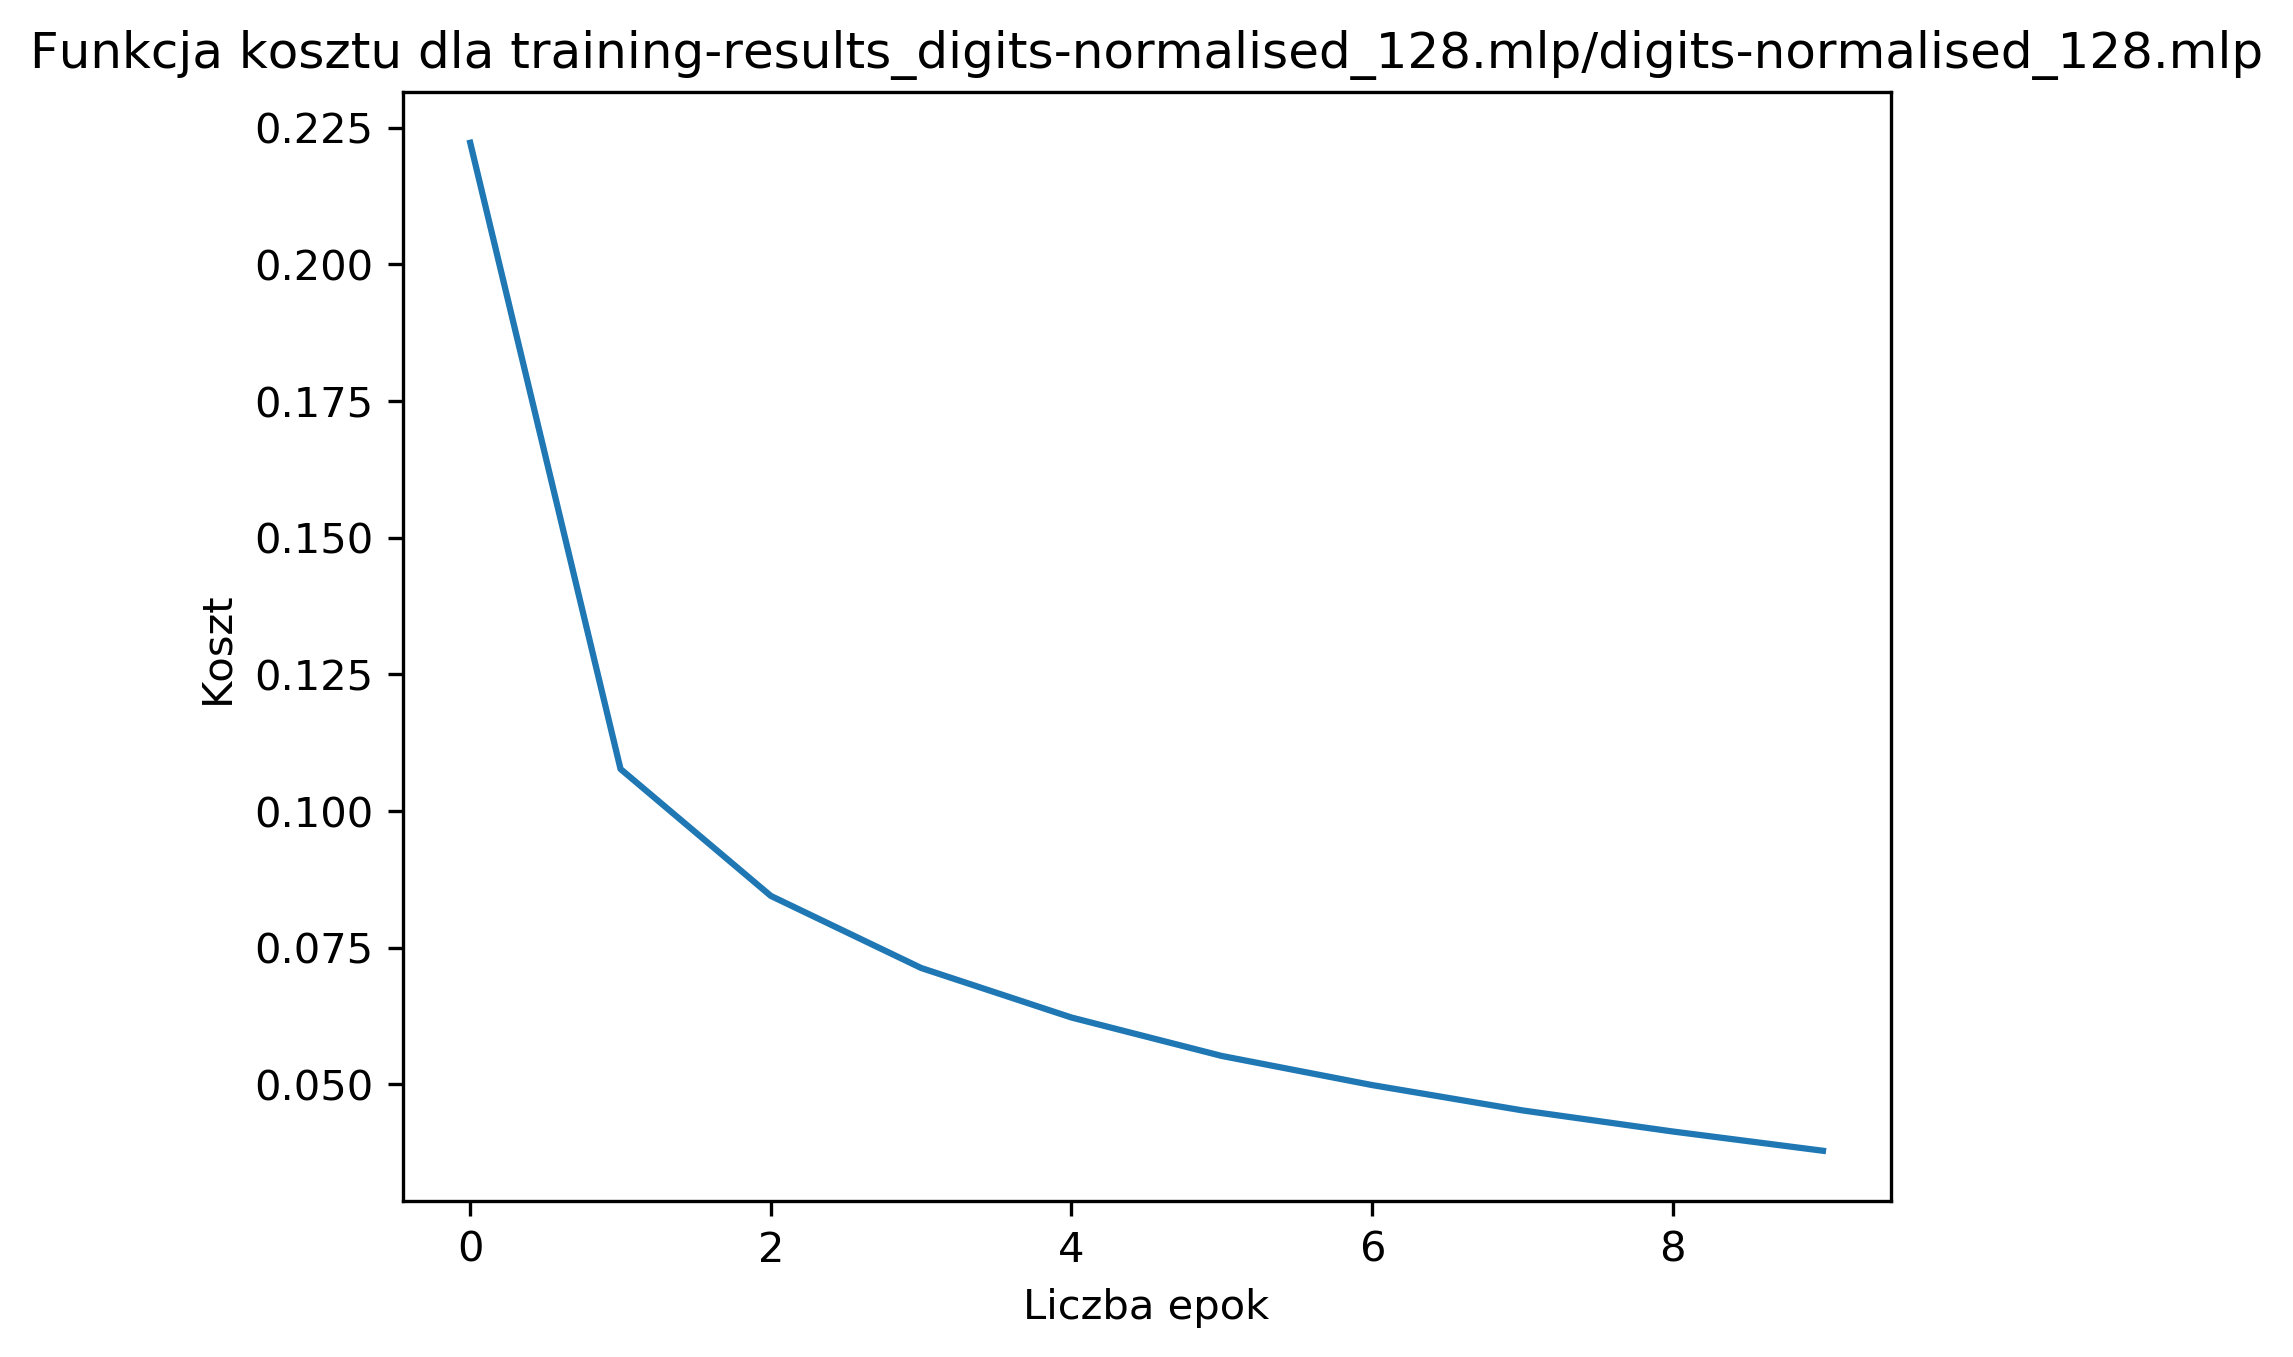 Funkcja kosztu dla training-results_digits-normalised_128.mlp/digits-normalised_128.mlp
0.225
0.200
0.175
0.150
0.125
0.100
0.075
0.050
Koszt
0 2 4 6 8
Liczba epok